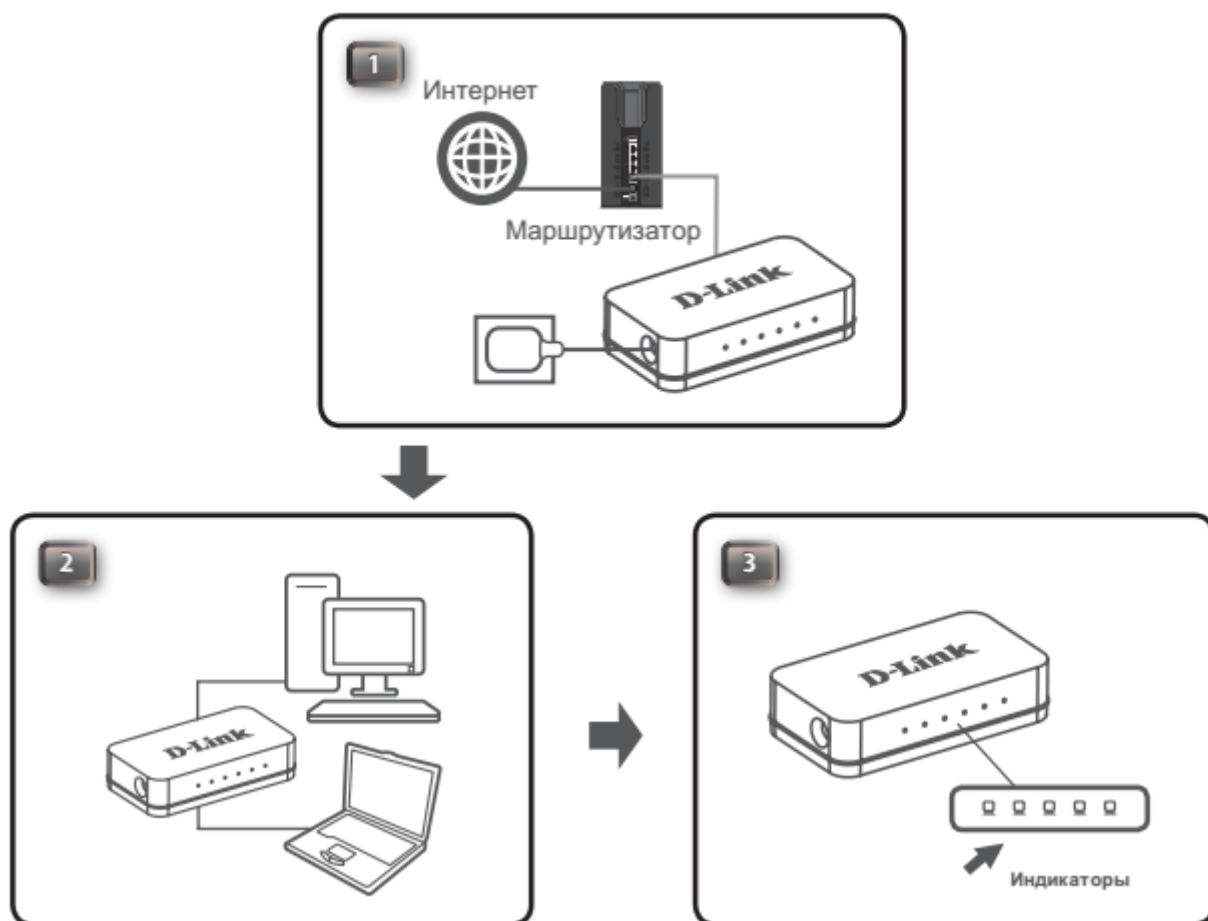 1
Интернет
Маршрутизатор
D-Link
2
D-Link
3
D-Link
Индикаторы